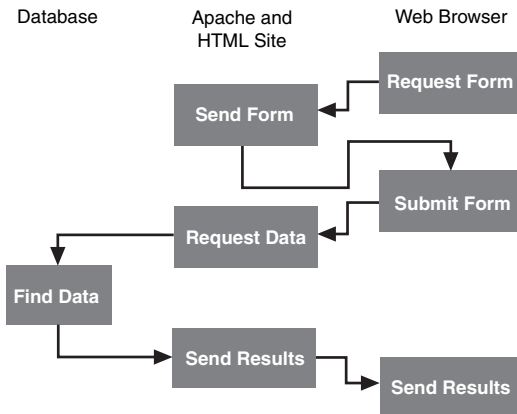 Database
Apache and
HTML Site
Web Browser
Request Form
Send Form
Submit Form
Request Data
Find Data
Send Results
Send Results